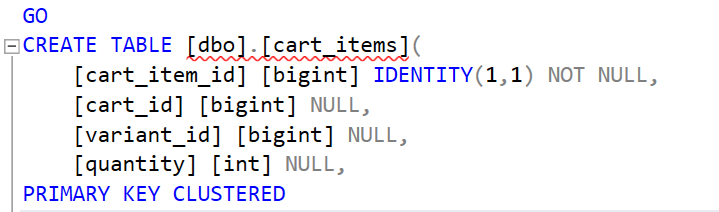 GO
CREATE TABLE [dbo].[cart_items](
[cart_item_id] [bigint] IDENTITY(1,1) NOT NULL,
[cart_id] [bigint] NULL,
[variant_id] [bigint] NULL,
[quantity] [int] NULL,
PRIMARY KEY CLUSTERED